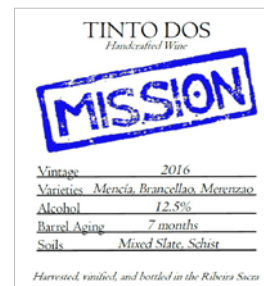 TINTO DOS
Handcrafted Wine
MISSION
Vintage 2016
Varieties Mencía, Brancellao, Merenzao
Alcohol 12.5%
Barrel Aging 7 months
Soils Mixed Slate, Schist
Harvested, vinified, and bottled in the Ribeira Sacra